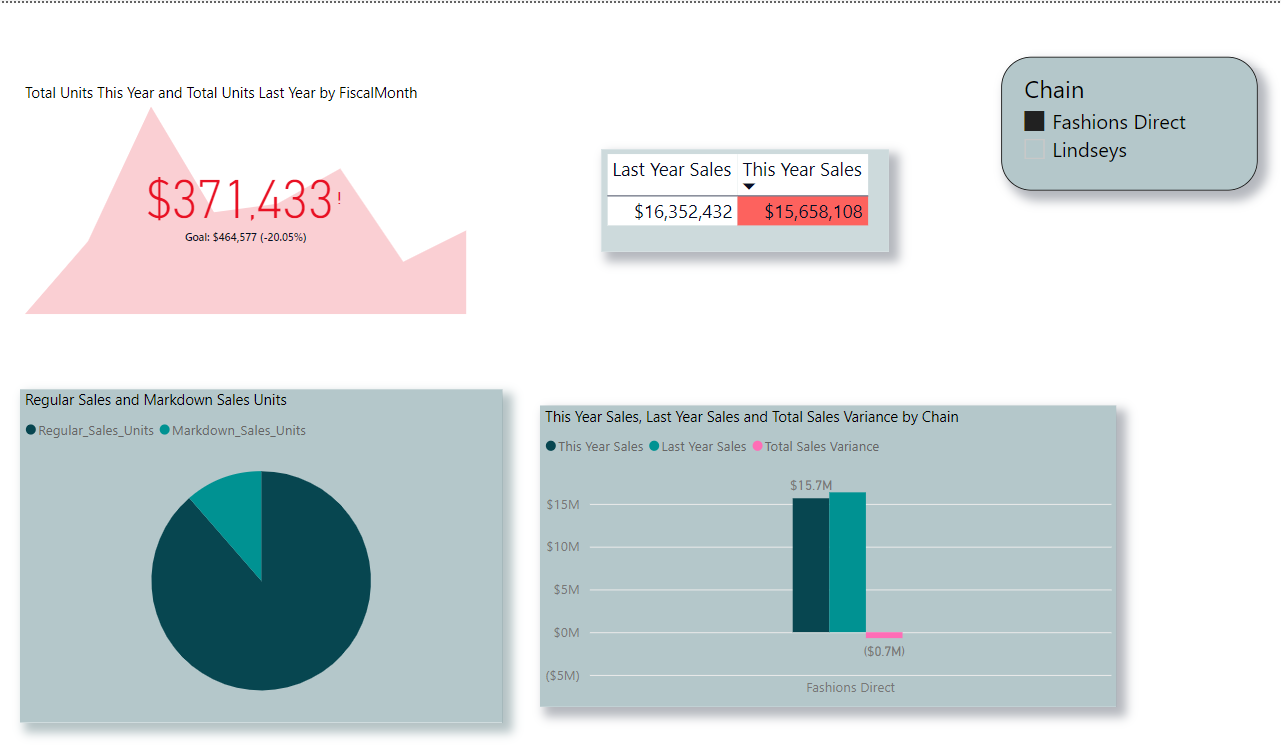 Total Units This Year and Total Units Last Year by FiscalMonth
$371,433!
Goal: $464,577 (-20.05%)
Last Year Sales This Year Sales
$16,352,432 $15,658,108
Chain
Fashions Direct
Lindseys
Regular Sales and Markdown Sales Units
Regular_Sales_Units Markdown_Sales_Units
This Year Sales, Last Year Sales and Total Sales Variance by Chain
This Year Sales Last Year Sales Total Sales Variance
$15.7M
$15M
$10M
$5M
$0M
($0.7M)
($5M)
Fashions Direct